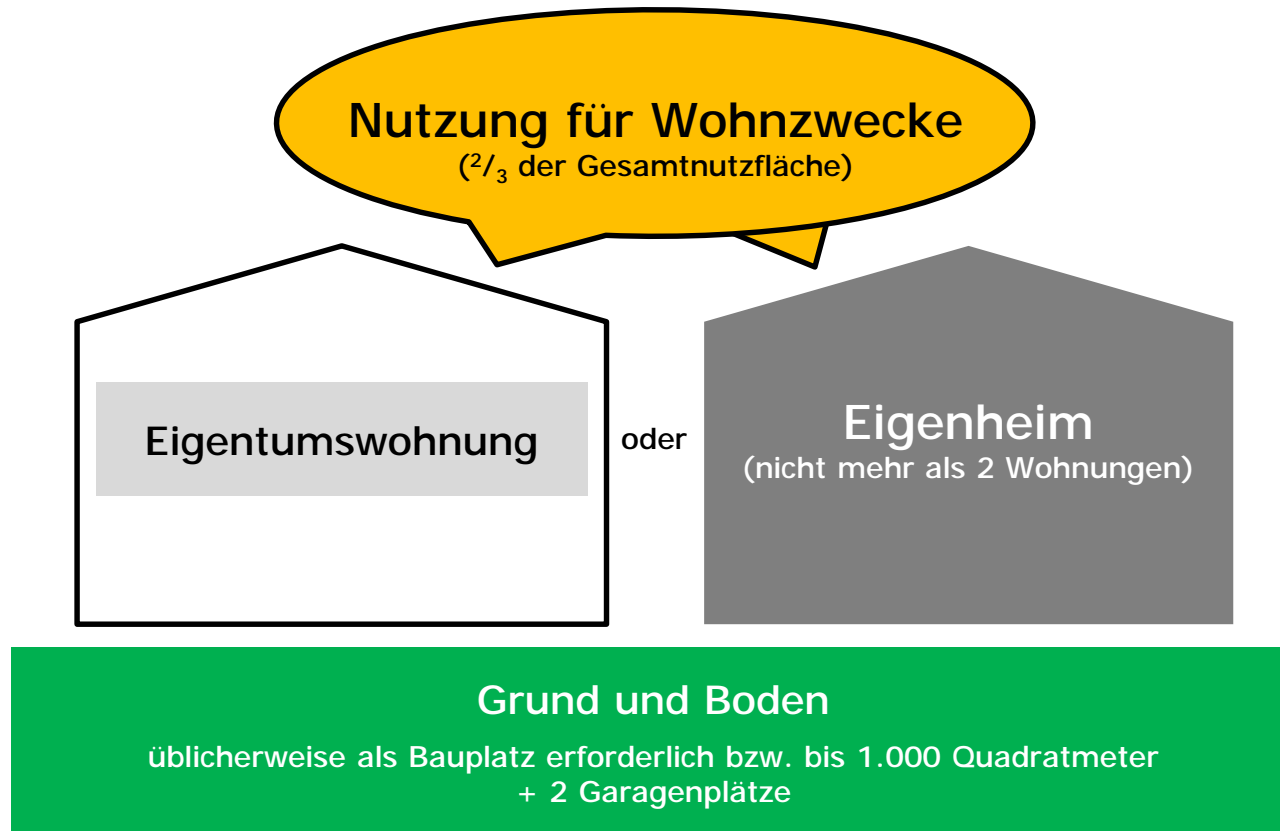 Nutzung für Wohnzwecke
(²/₃ der Gesamtnutzfläche)
Eigentumswohnung
oder
Eigenheim
(nicht mehr als 2 Wohnungen)
Grund und Boden
üblicherweise als Bauplatz erforderlich bzw. bis 1.000 Quadratmeter
+ 2 Garagenplätze